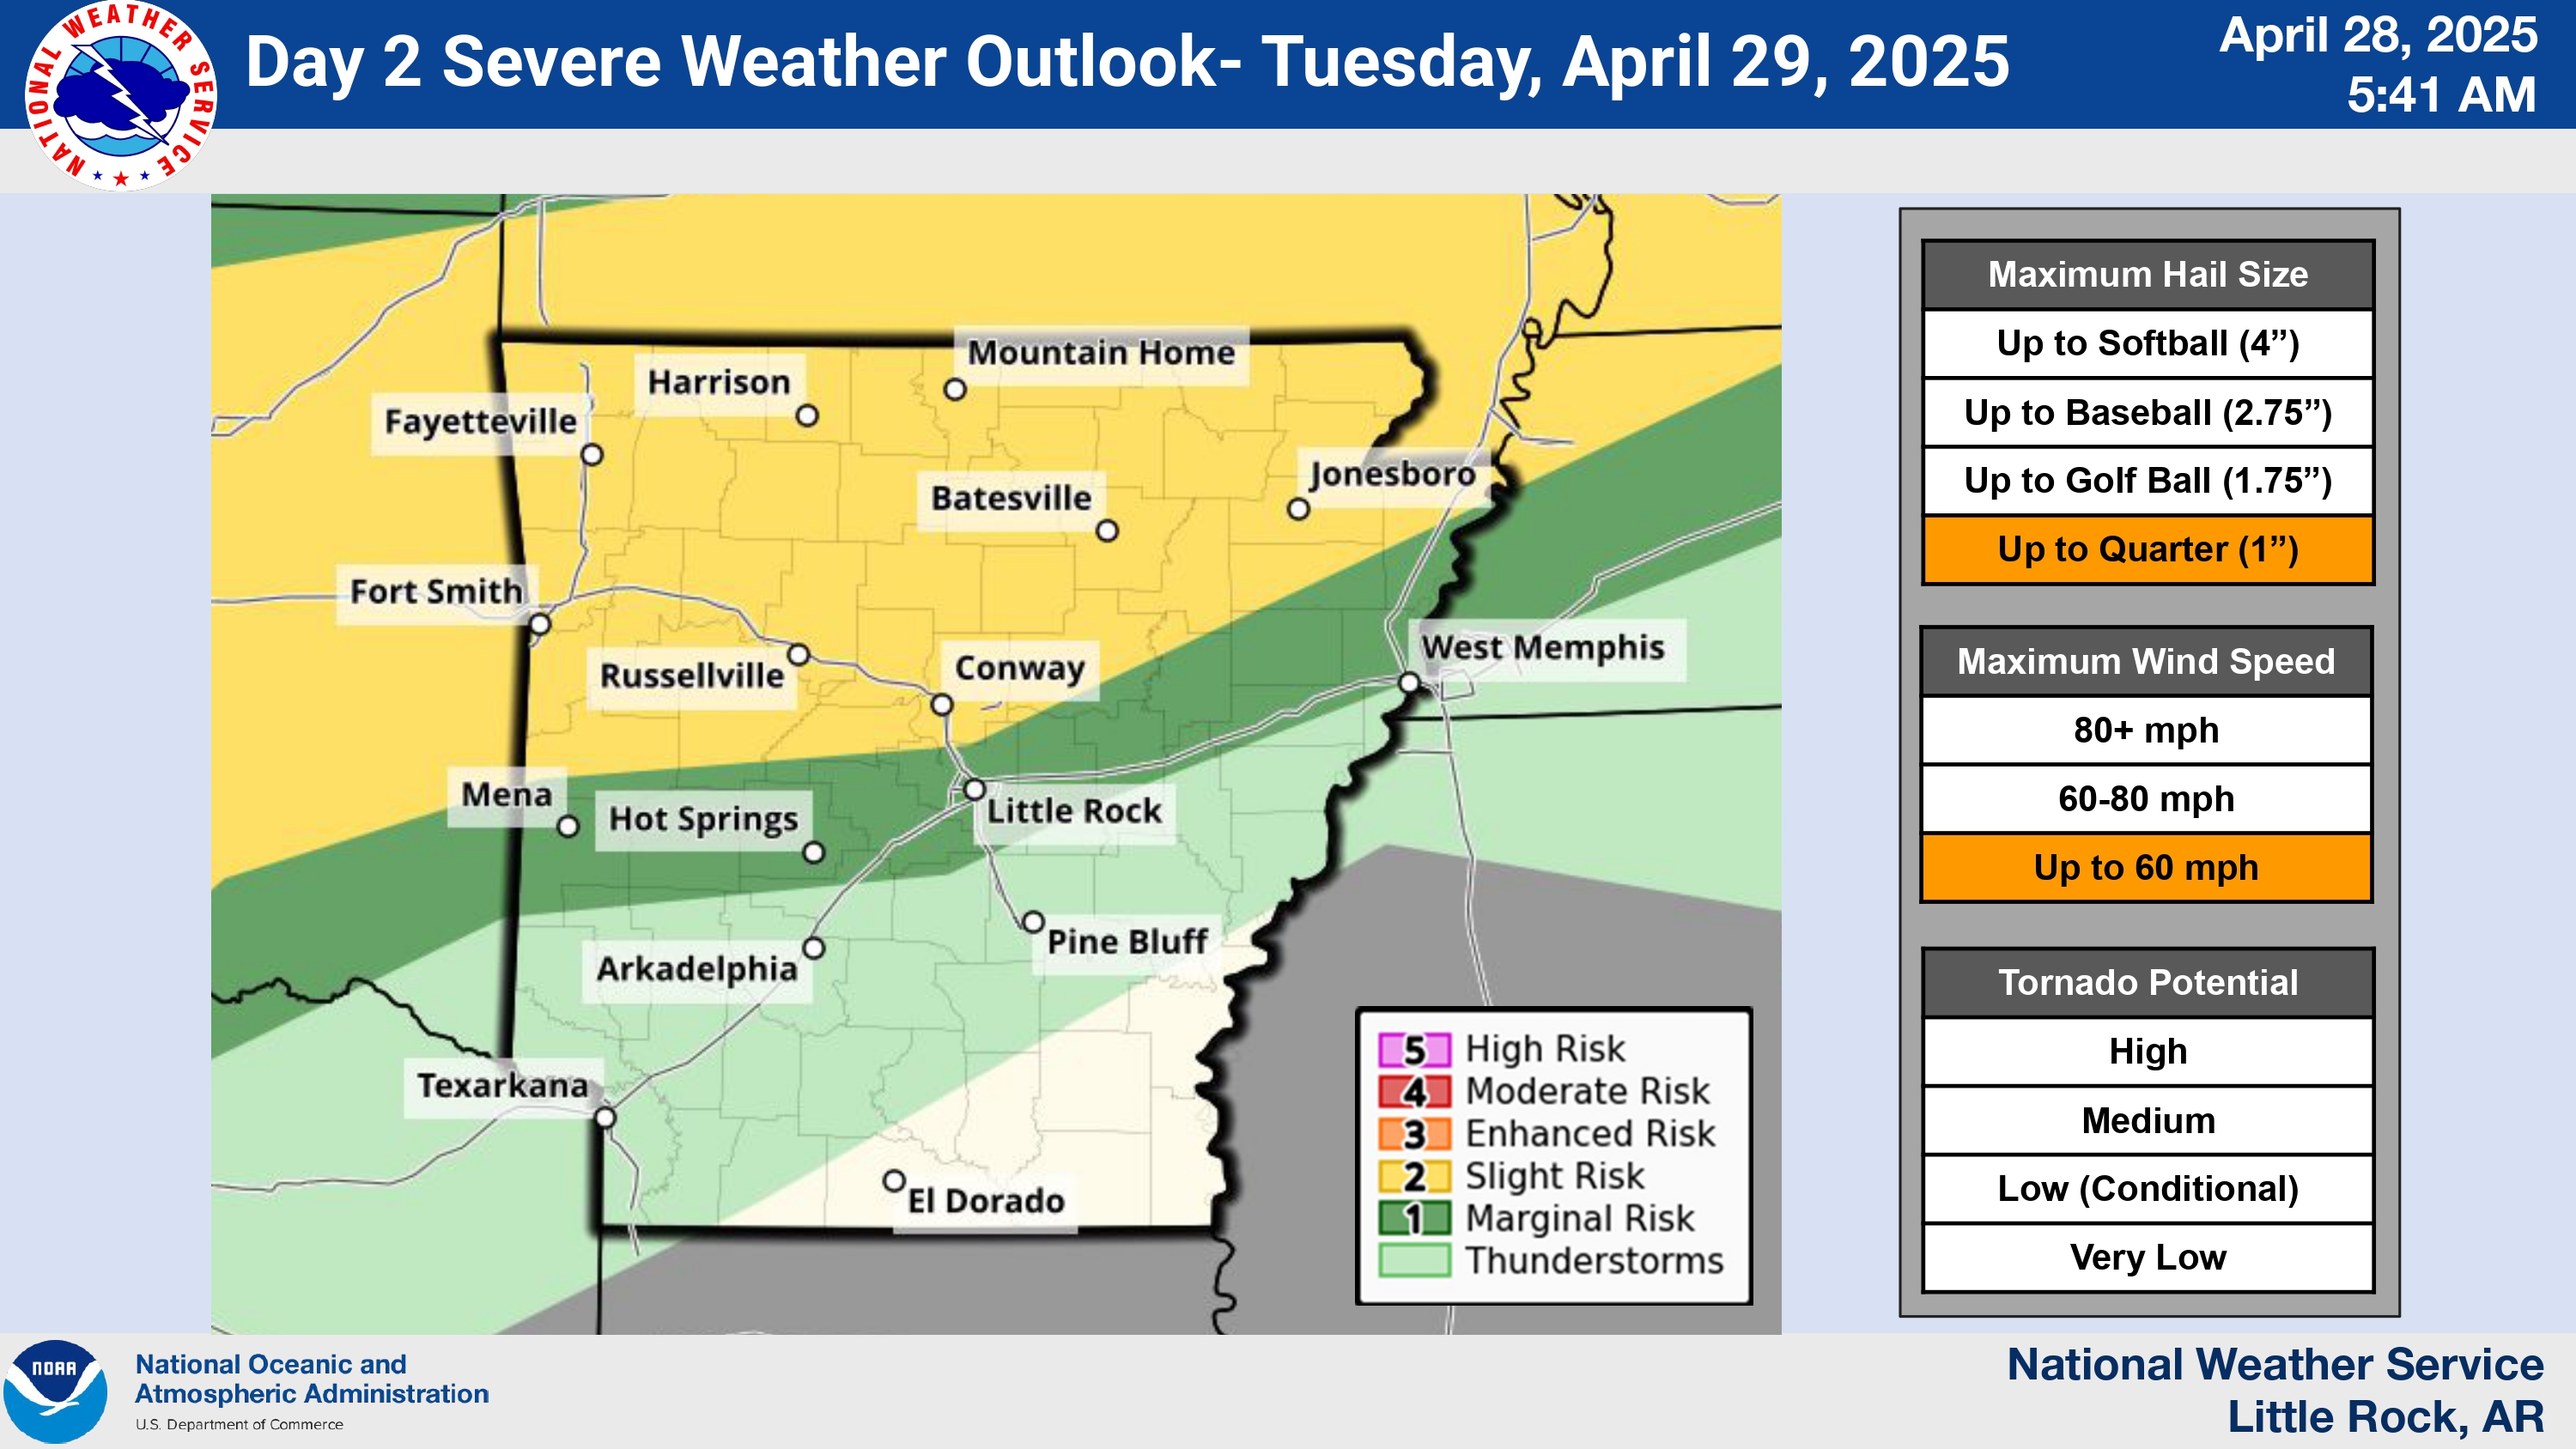 NATIONAL WEATHER SERVICE
Day 2 Severe Weather Outlook- Tuesday, April 29, 2025
April 28, 2025
5:41 AM
Mountain Home
Harrison
Fayetteville
Jonesboro
Batesville
Fort Smith
West Memphis
Russellville
Conway
Mena
Hot Springs
Little Rock
Pine Bluff
Arkadelphia
Texarkana
El Dorado
5 High Risk
4 Moderate Risk
3 Enhanced Risk
2 Slight Risk
1 Marginal Risk
Thunderstorms
Maximum Hail Size
Up to Softball (4”)
Up to Baseball (2.75”)
Up to Golf Ball (1.75”)
Up to Quarter (1”)
Maximum Wind Speed
80+ mph
60-80 mph
Up to 60 mph
Tornado Potential
High
Medium
Low (Conditional)
Very Low
NOAA
National Oceanic and
Atmospheric Administration
U.S. Department of Commerce
National Weather Service
Little Rock, AR